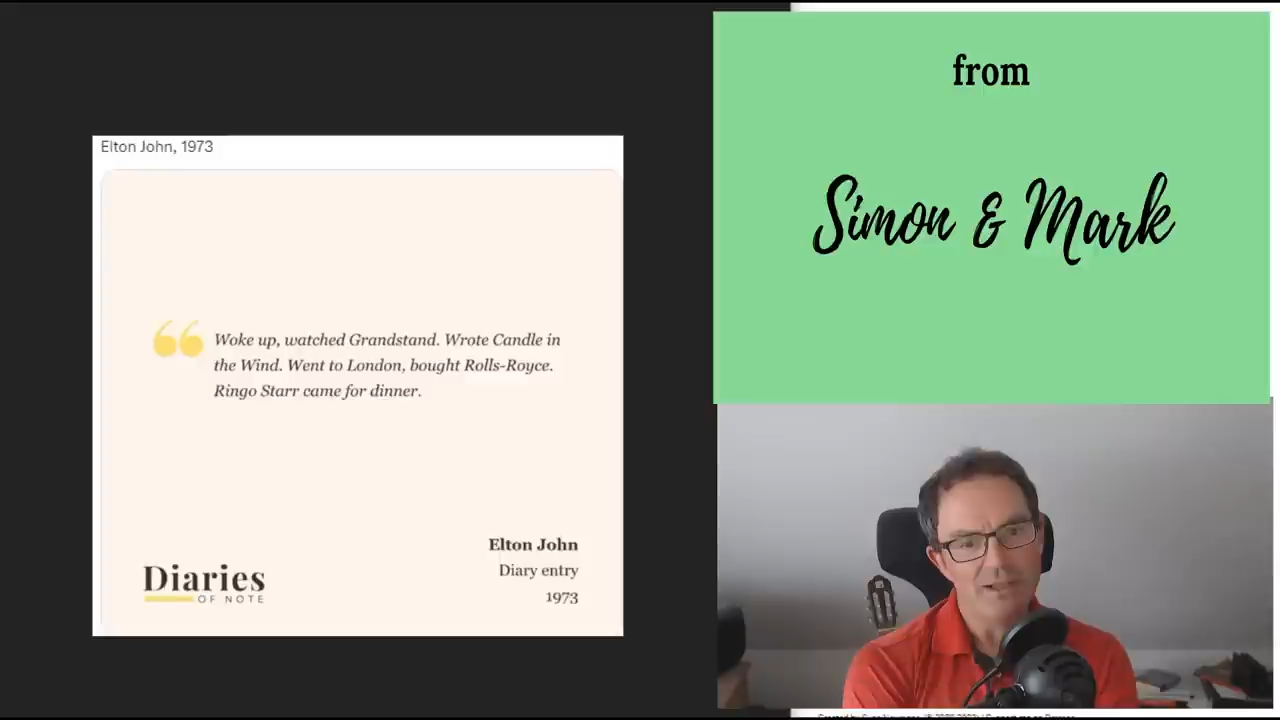 Elton John, 1973
Woke up, watched Grandstand. Wrote Candle in
the Wind. Went to London, bought Rolls-Royce.
Ringo Starr came for dinner.
Elton John
Diary entry
1973
Diaries
OF NOTE
from
Simon & Mark